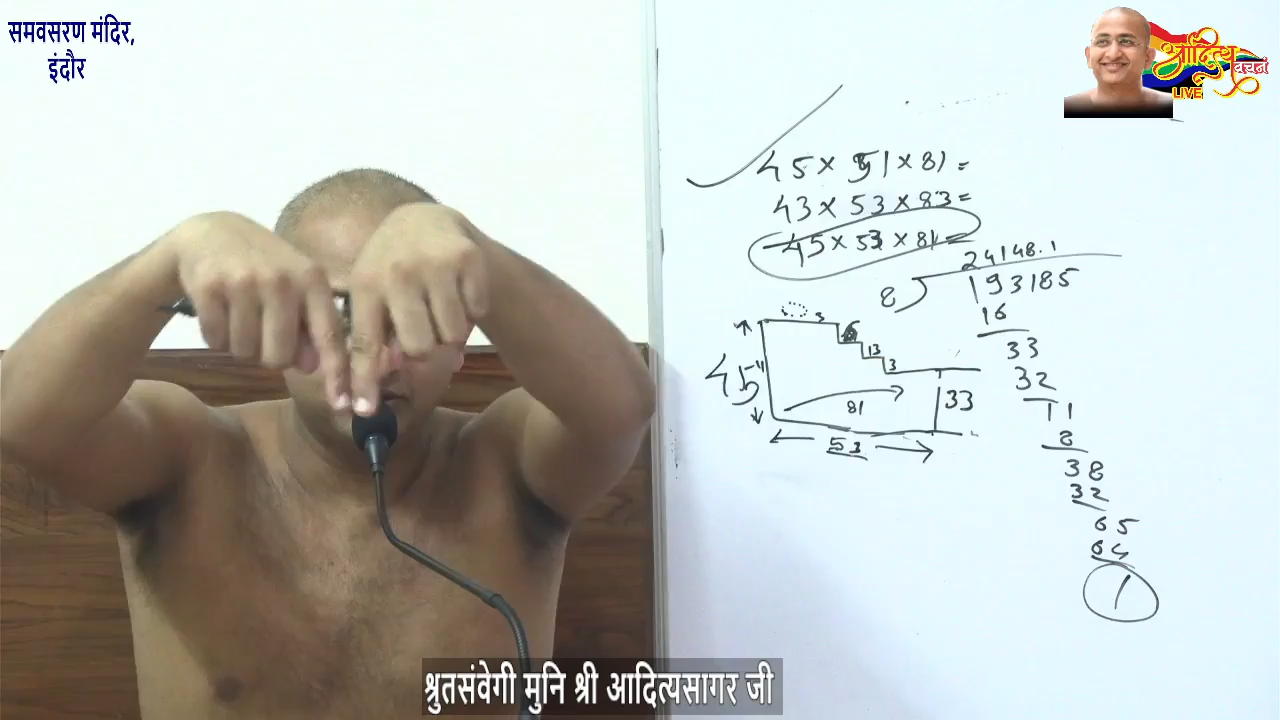 समवसरण मंदिर,
इंदौर
आदित्य
वचनं
LIVE
45 × 51 × 81 =
43 × 53 × 83 =
45 × 53 × 81 =
24148.1
8 ) 193185
16
33
32
11
8
38
32
65
64
1
3
13
3
45"
81
33
53
श्रुतसंवेगी मुनि श्री आदित्यसागर जी